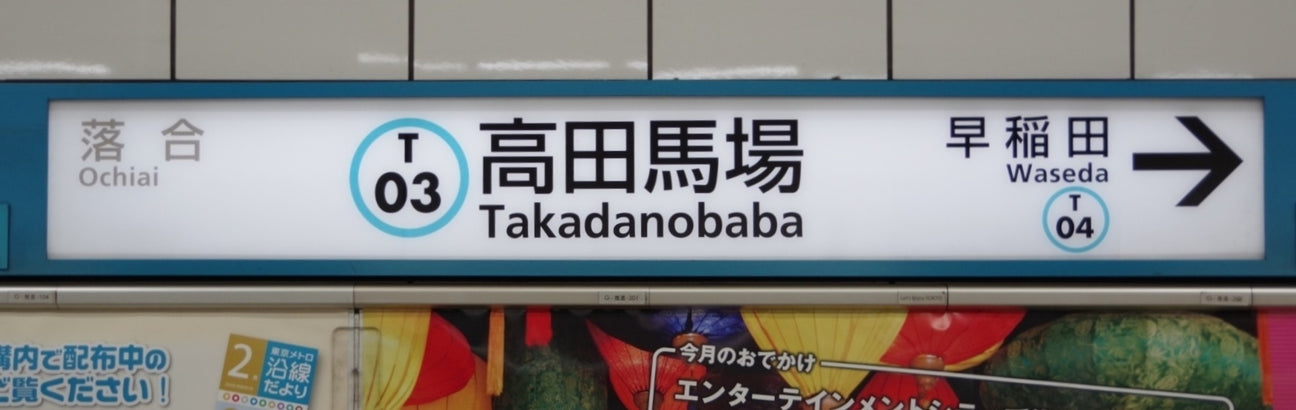 落合
Ochiai
T
03
高田馬場
Takadanobaba
早稲田
Waseda
T
04
構内で配布中の
ご覧ください!
2
東京メトロ
沿線
だより
今月のおでかけ
エンターテインメントシ